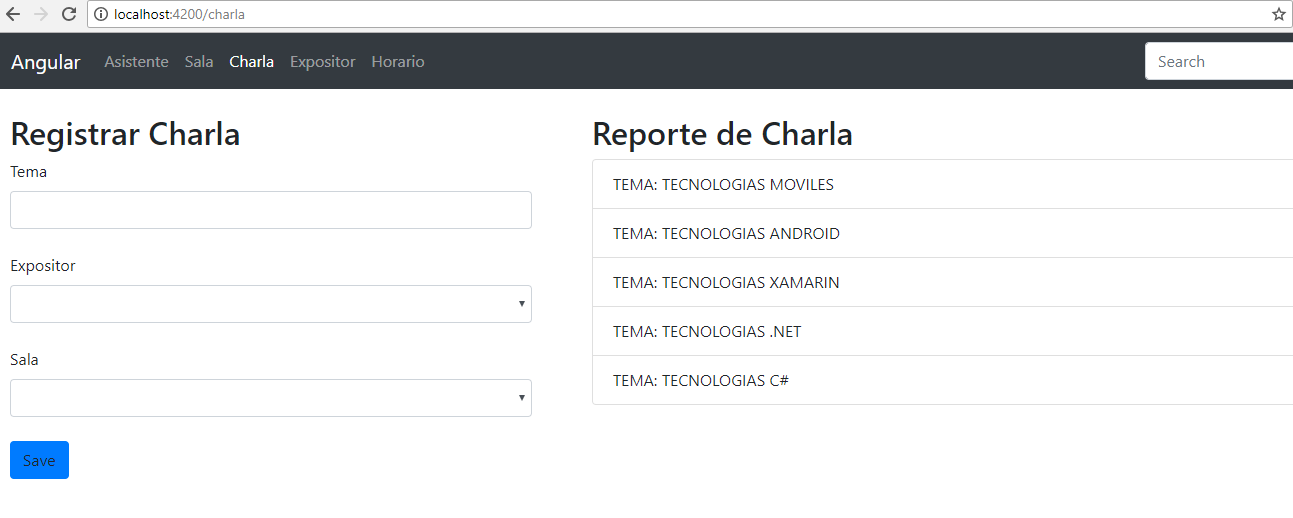 localhost:4200/charla
Angular Asistente Sala Charla Expositor Horario Search
Registrar Charla
Tema
Expositor
Sala
Save
Reporte de Charla
TEMA: TECNOLOGIAS MOVILES
TEMA: TECNOLOGIAS ANDROID
TEMA: TECNOLOGIAS XAMARIN
TEMA: TECNOLOGIAS .NET
TEMA: TECNOLOGIAS C#